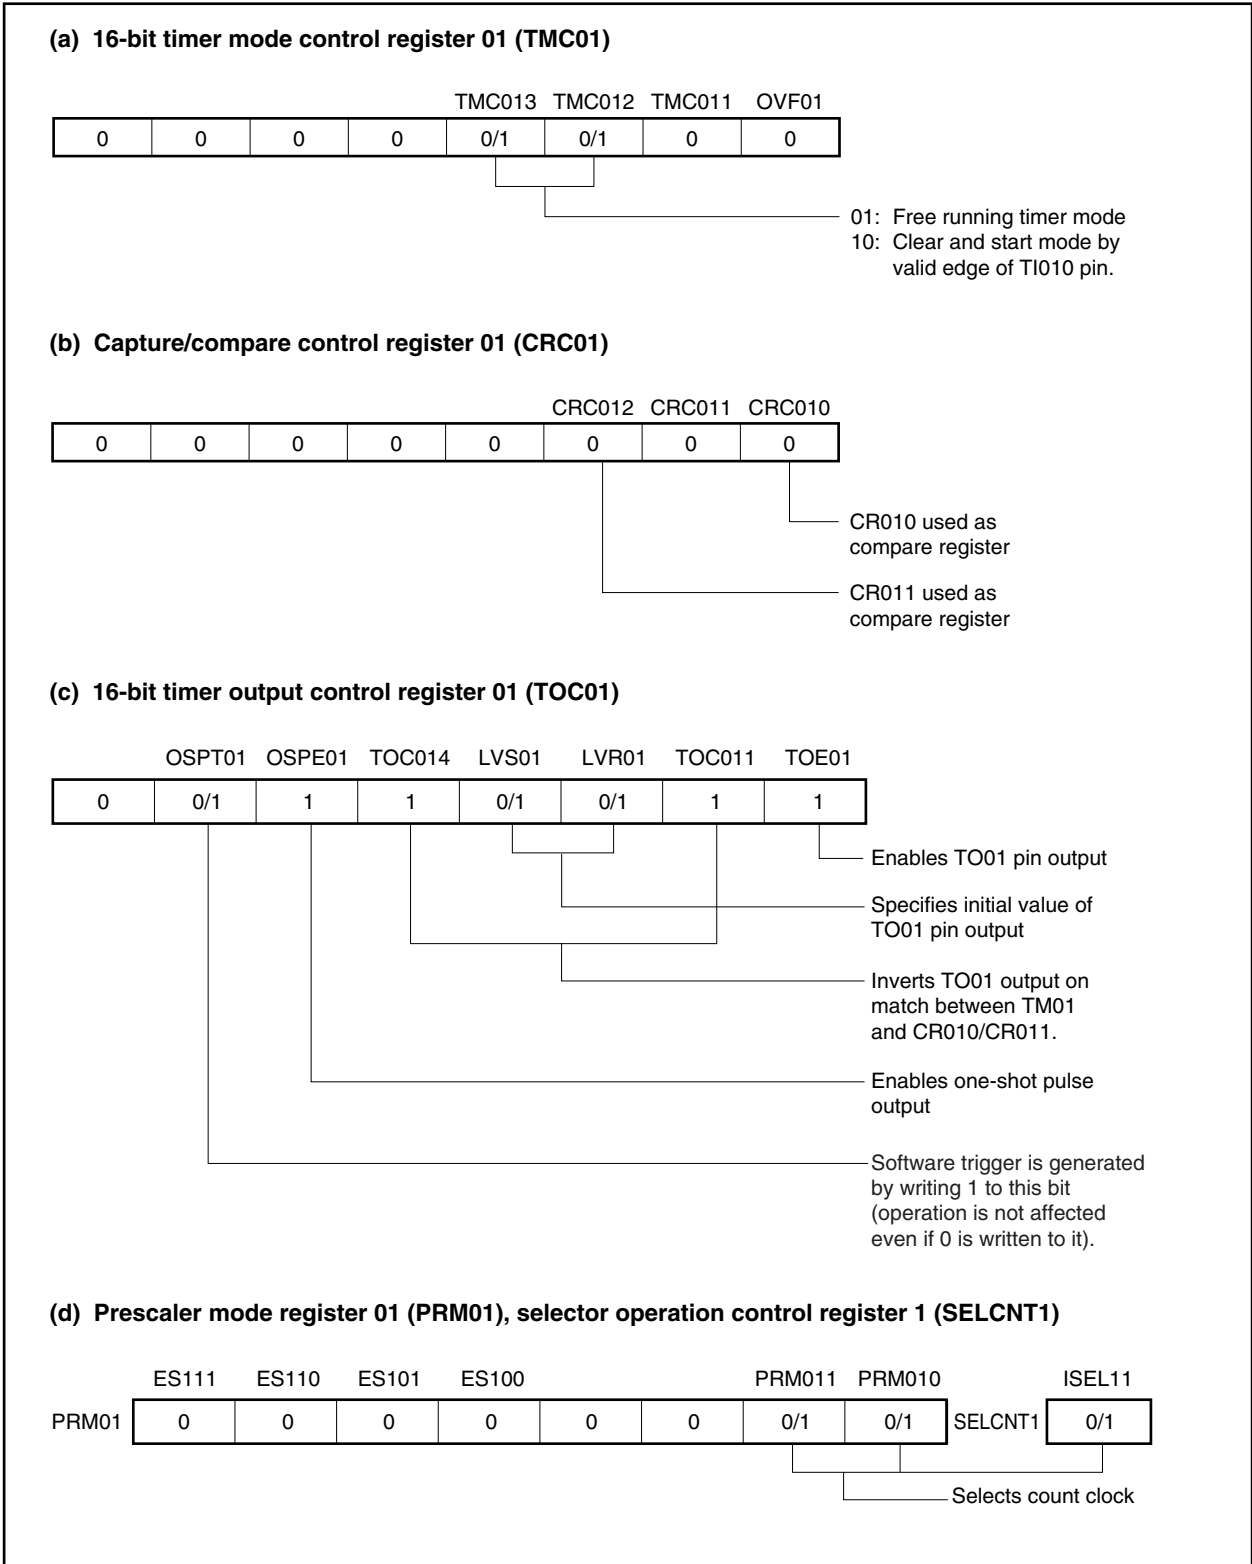 (a) 16-bit timer mode control register 01 (TMC01)
TMC013 TMC012 TMC011 OVF01
0 0 0 0 0/1 0/1 0 0
01: Free running timer mode
10: Clear and start mode by
valid edge of TI010 pin.
(b) Capture/compare control register 01 (CRC01)
CRC012 CRC011 CRC010
0 0 0 0 0 0 0 0
CR010 used as
compare register
CR011 used as
compare register
(c) 16-bit timer output control register 01 (TOC01)
OSPT01 OSPE01 TOC014 LVS01 LVR01 TOC011 TOE01
0 0/1 1 1 0/1 0/1 1 1
Enables TO01 pin output
Specifies initial value of
TO01 pin output
Inverts TO01 output on
match between TM01
and CR010/CR011.
Enables one-shot pulse
output
Software trigger is generated
by writing 1 to this bit
(operation is not affected
even if 0 is written to it).
(d) Prescaler mode register 01 (PRM01), selector operation control register 1 (SELCNT1)
ES111 ES110 ES101 ES100 PRM011 PRM010 ISEL11
PRM01 0 0 0 0 0 0 0/1 0/1 SELCNT1 0/1
Selects count clock